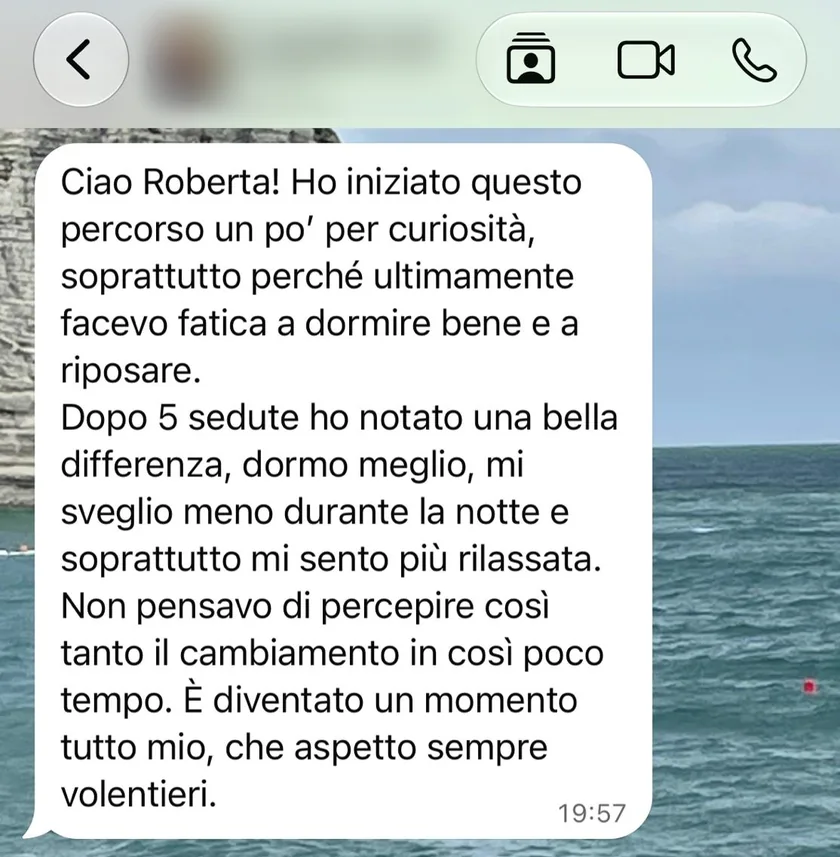 Ciao Roberta! Ho iniziato questo
percorso un po’ per curiosità,
soprattutto perché ultimamente
facevo fatica a dormire bene e a
riposare.
Dopo 5 sedute ho notato una bella
differenza, dormo meglio, mi
sveglio meno durante la notte e
soprattutto mi sento più rilassata.
Non pensavo di percepire così
tanto il cambiamento in così poco
tempo. È diventato un momento
tutto mio, che aspetto sempre
volentieri.
19:57